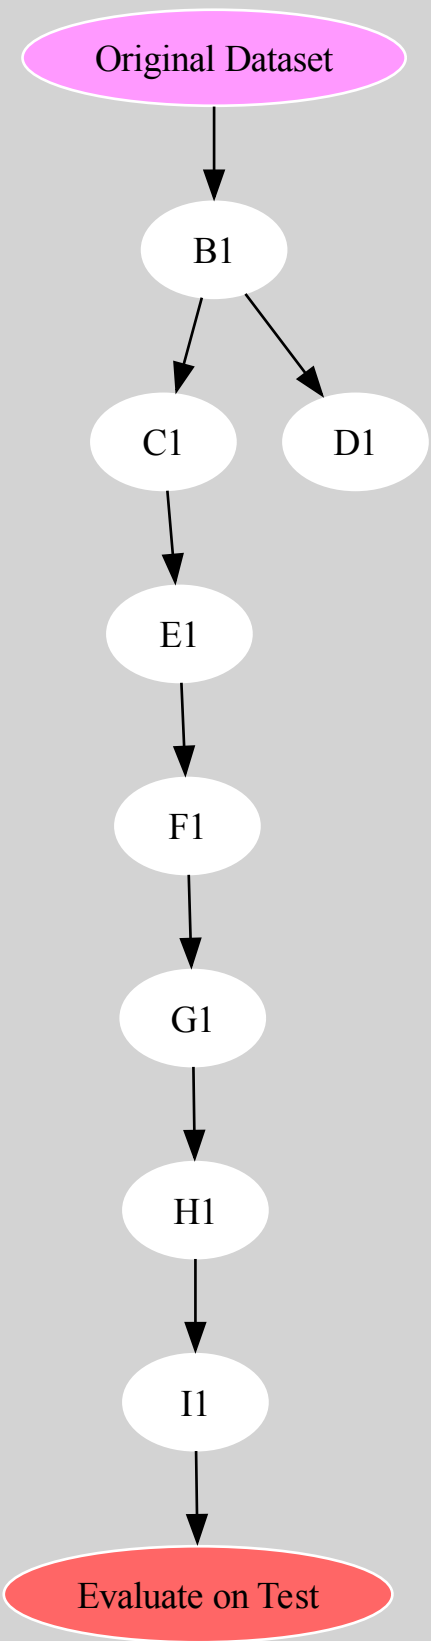 Original Dataset
B1
C1
D1
E1
F1
G1
H1
I1
Evaluate on Test